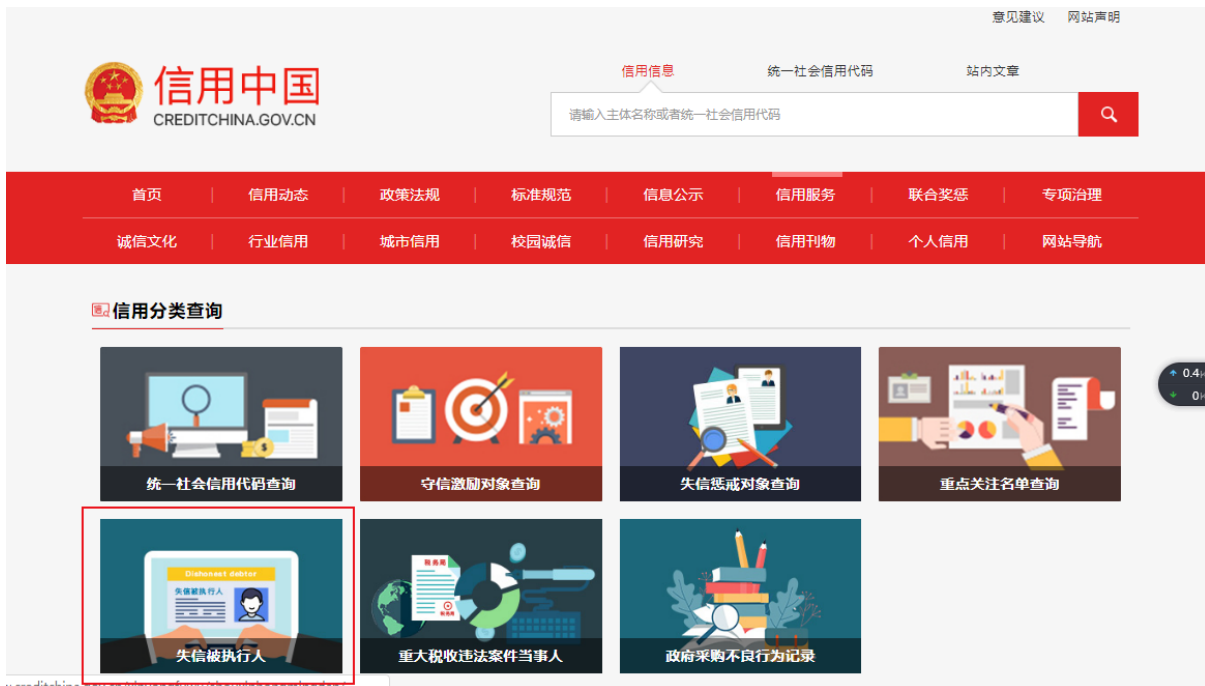 意见建议 网站声明
信用中国
CREDITCHINA.GOV.CN
信用信息 统一社会信用代码 站内文章
请输入主体名称或者统一社会信用代码
首页 信用动态 政策法规 标准规范 信息公示 信用服务 联合奖惩 专项治理
诚信文化 行业信用 城市信用 校园诚信 信用研究 信用刊物 个人信用 网站导航
信用分类查询
0.4
0
统一社会信用代码查询 守信激励对象查询 失信惩戒对象查询 重点关注名单查询
Dishonest debtor
失信被执行人
税务局
失信被执行人 重大税收违法案件当事人 政府采购不良行为记录